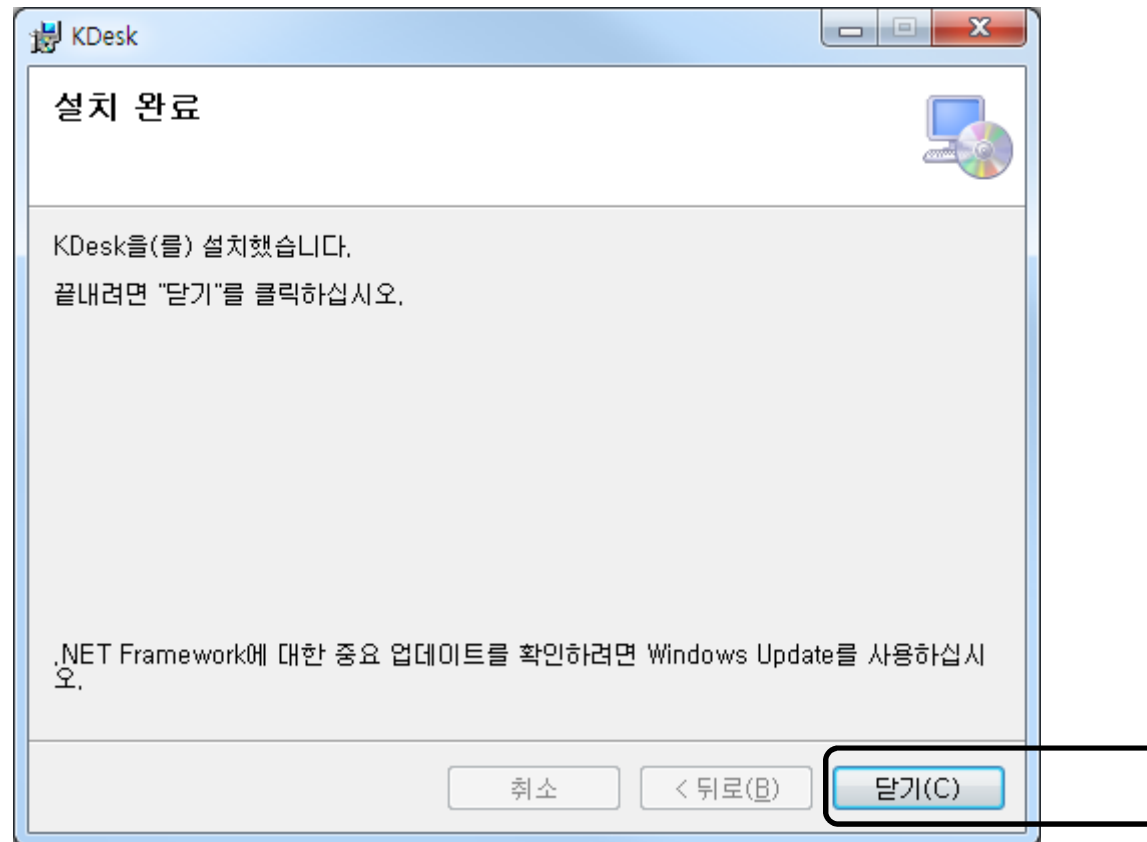 KDesk
설치 완료
KDesk을(를) 설치했습니다.
끝내려면 "닫기"를 클릭하십시오.
.NET Framework에 대한 중요 업데이트를 확인하려면 Windows Update를 사용하십시
오.
취소 < 뒤로(B) 닫기(C)